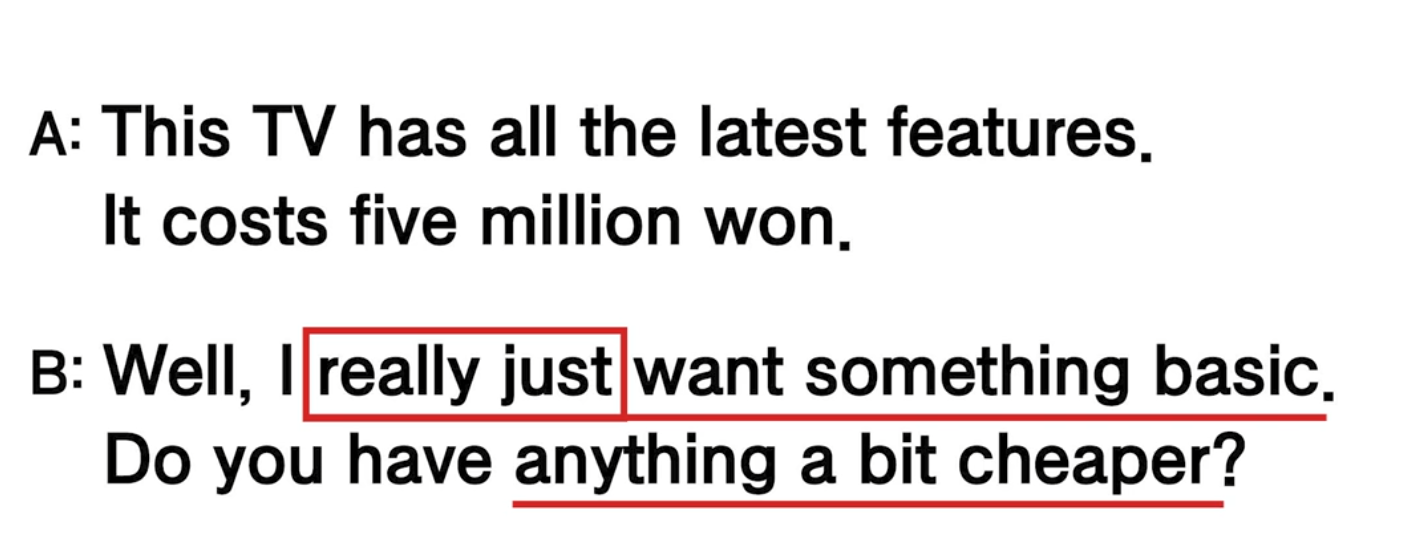 A: This TV has all the latest features.
It costs five million won.
B: Well, I really just want something basic.
Do you have anything a bit cheaper?